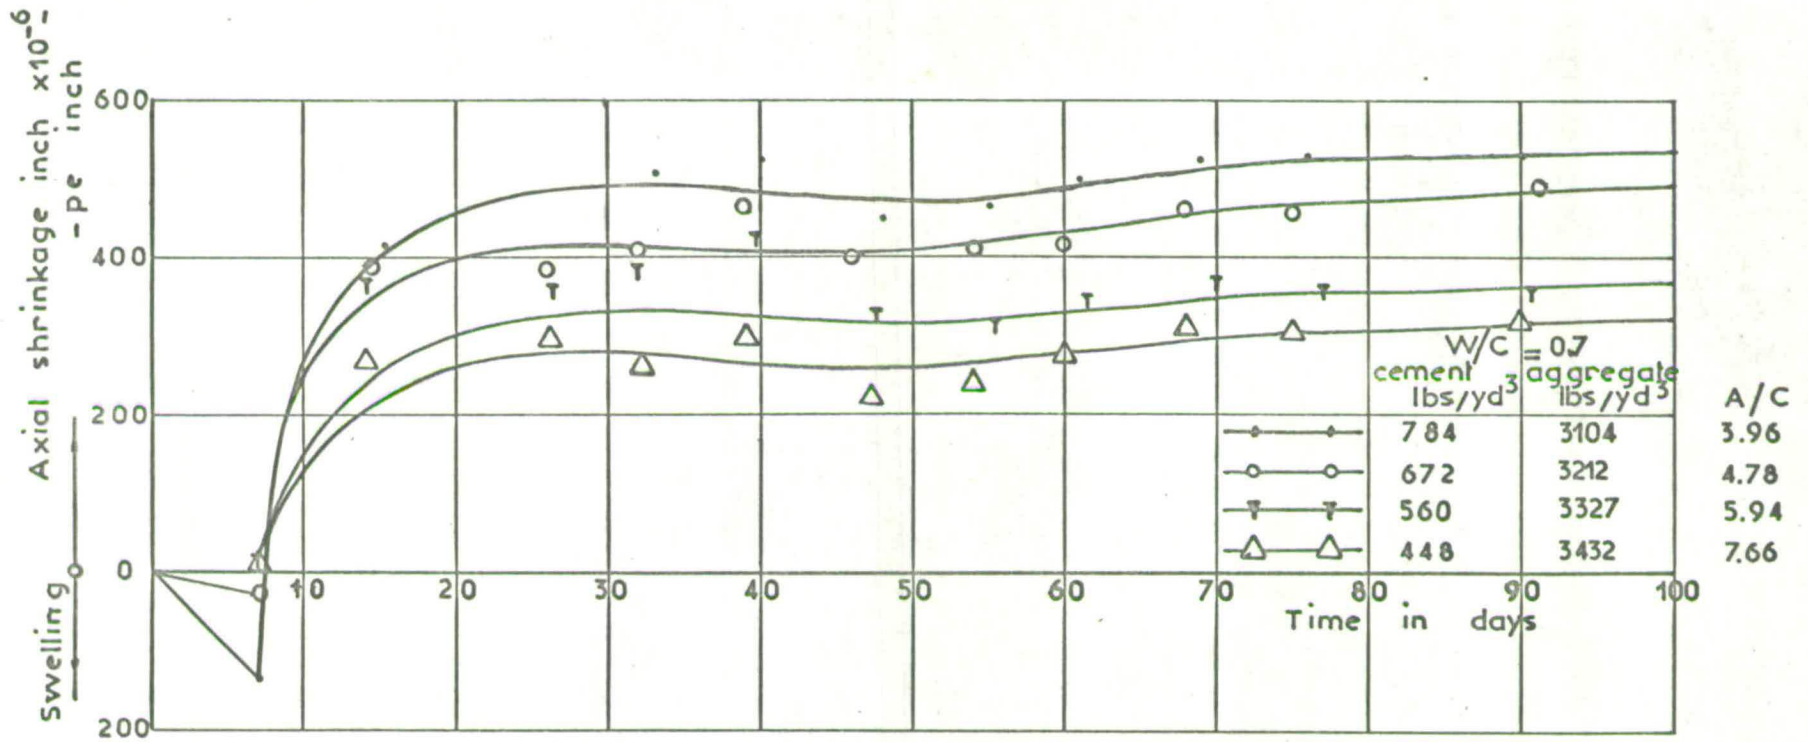 Axial shrinkage inch x10-6-
-pe inch
swelling
600
400
200
0
200
10 20 30 40 50 60 70 80 90 100
Time in days
W/C = 0.7
cement aggregate
lbs/yd3 lbs/yd3 A/C
784 3104 3.96
672 3212 4.78
560 3327 5.94
448 3432 7.66